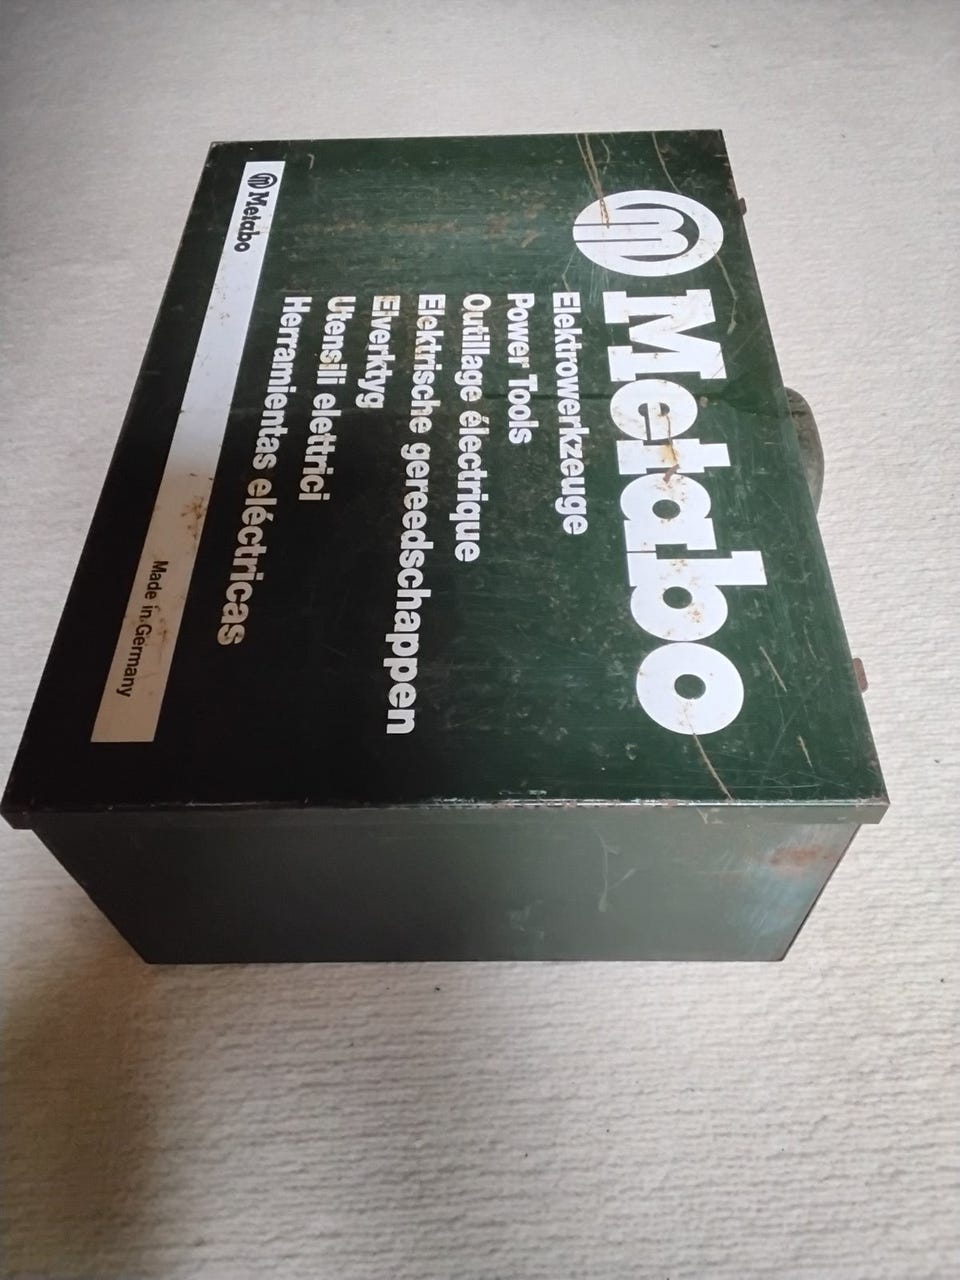 Metabo
Elektrowerkzeuge
Power Tools
Outillage électrique
Elektrische gereedschappen
Elverktyg
Utensili elettrici
Herramientas eléctricas
Metabo Made in Germany